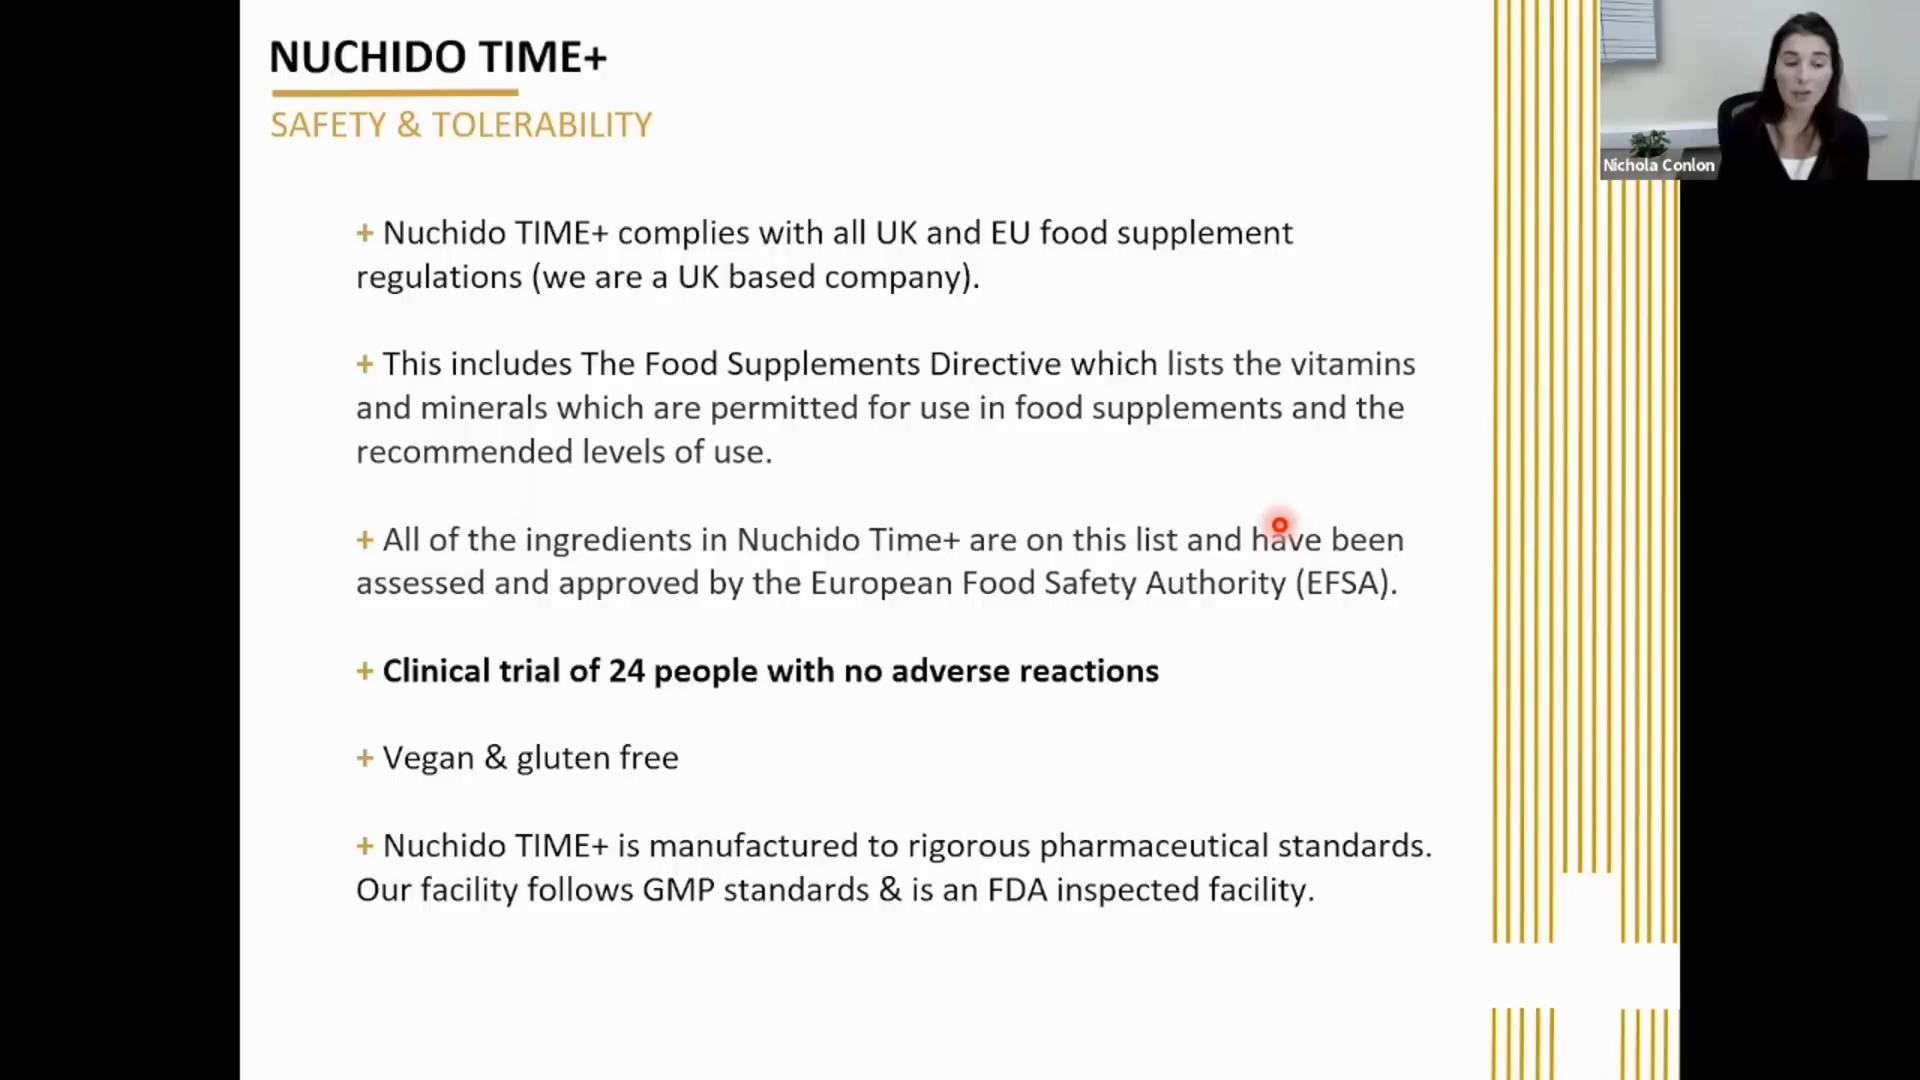 NUCHIDO TIME+
SAFETY & TOLERABILITY
Nichola Conlon
+ Nuchido TIME+ complies with all UK and EU food supplement
regulations (we are a UK based company).
+ This includes The Food Supplements Directive which lists the vitamins
and minerals which are permitted for use in food supplements and the
recommended levels of use.
+ All of the ingredients in Nuchido Time+ are on this list and have been
assessed and approved by the European Food Safety Authority (EFSA).
+ Clinical trial of 24 people with no adverse reactions
+ Vegan & gluten free
+ Nuchido TIME+ is manufactured to rigorous pharmaceutical standards.
Our facility follows GMP standards & is an FDA inspected facility.